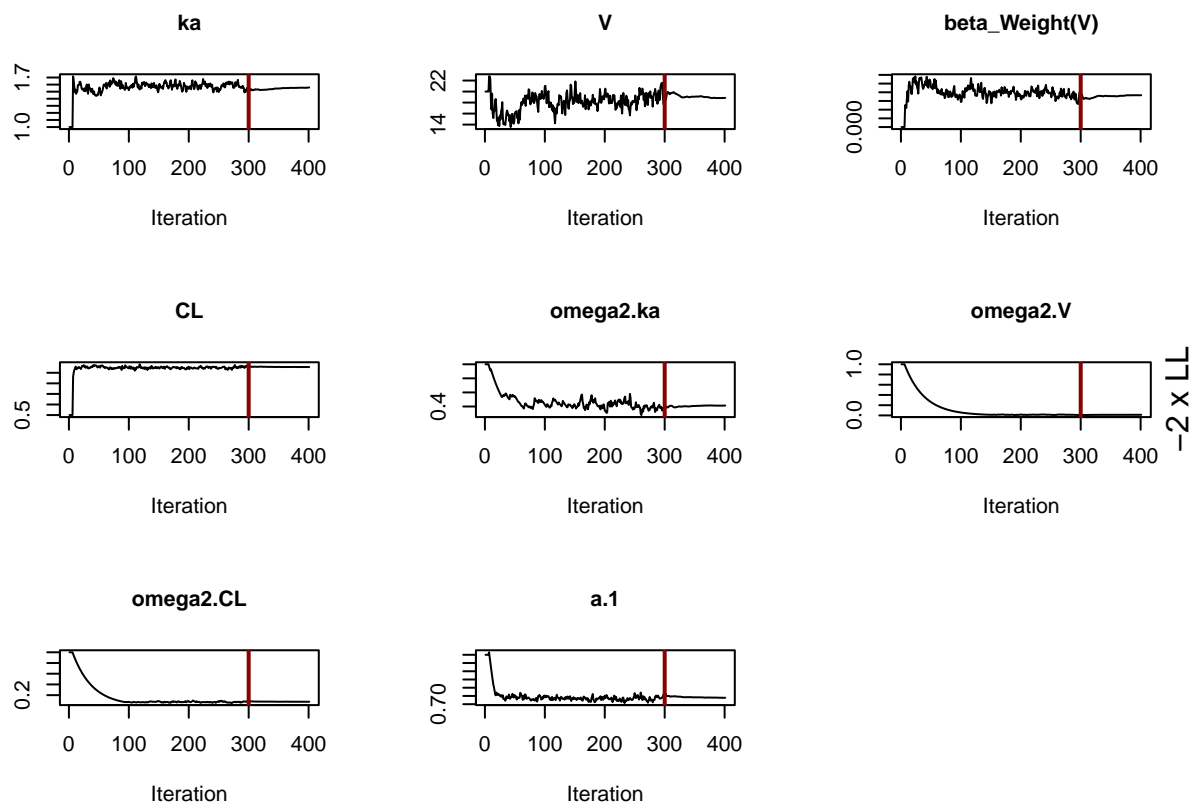 ka
1.0 1.7
0 100 200 300 400
Iteration
V
14 22
0 100 200 300 400
Iteration
beta_Weight(V)
0.000
0 100 200 300 400
Iteration
CL
0.5
0 100 200 300 400
Iteration
omega2.ka
0.4
0 100 200 300 400
Iteration
omega2.V
0.0 1.0
0 100 200 300 400
Iteration
−2 x LL
omega2.CL
0.2
0 100 200 300 400
Iteration
a.1
0.70
0 100 200 300 400
Iteration